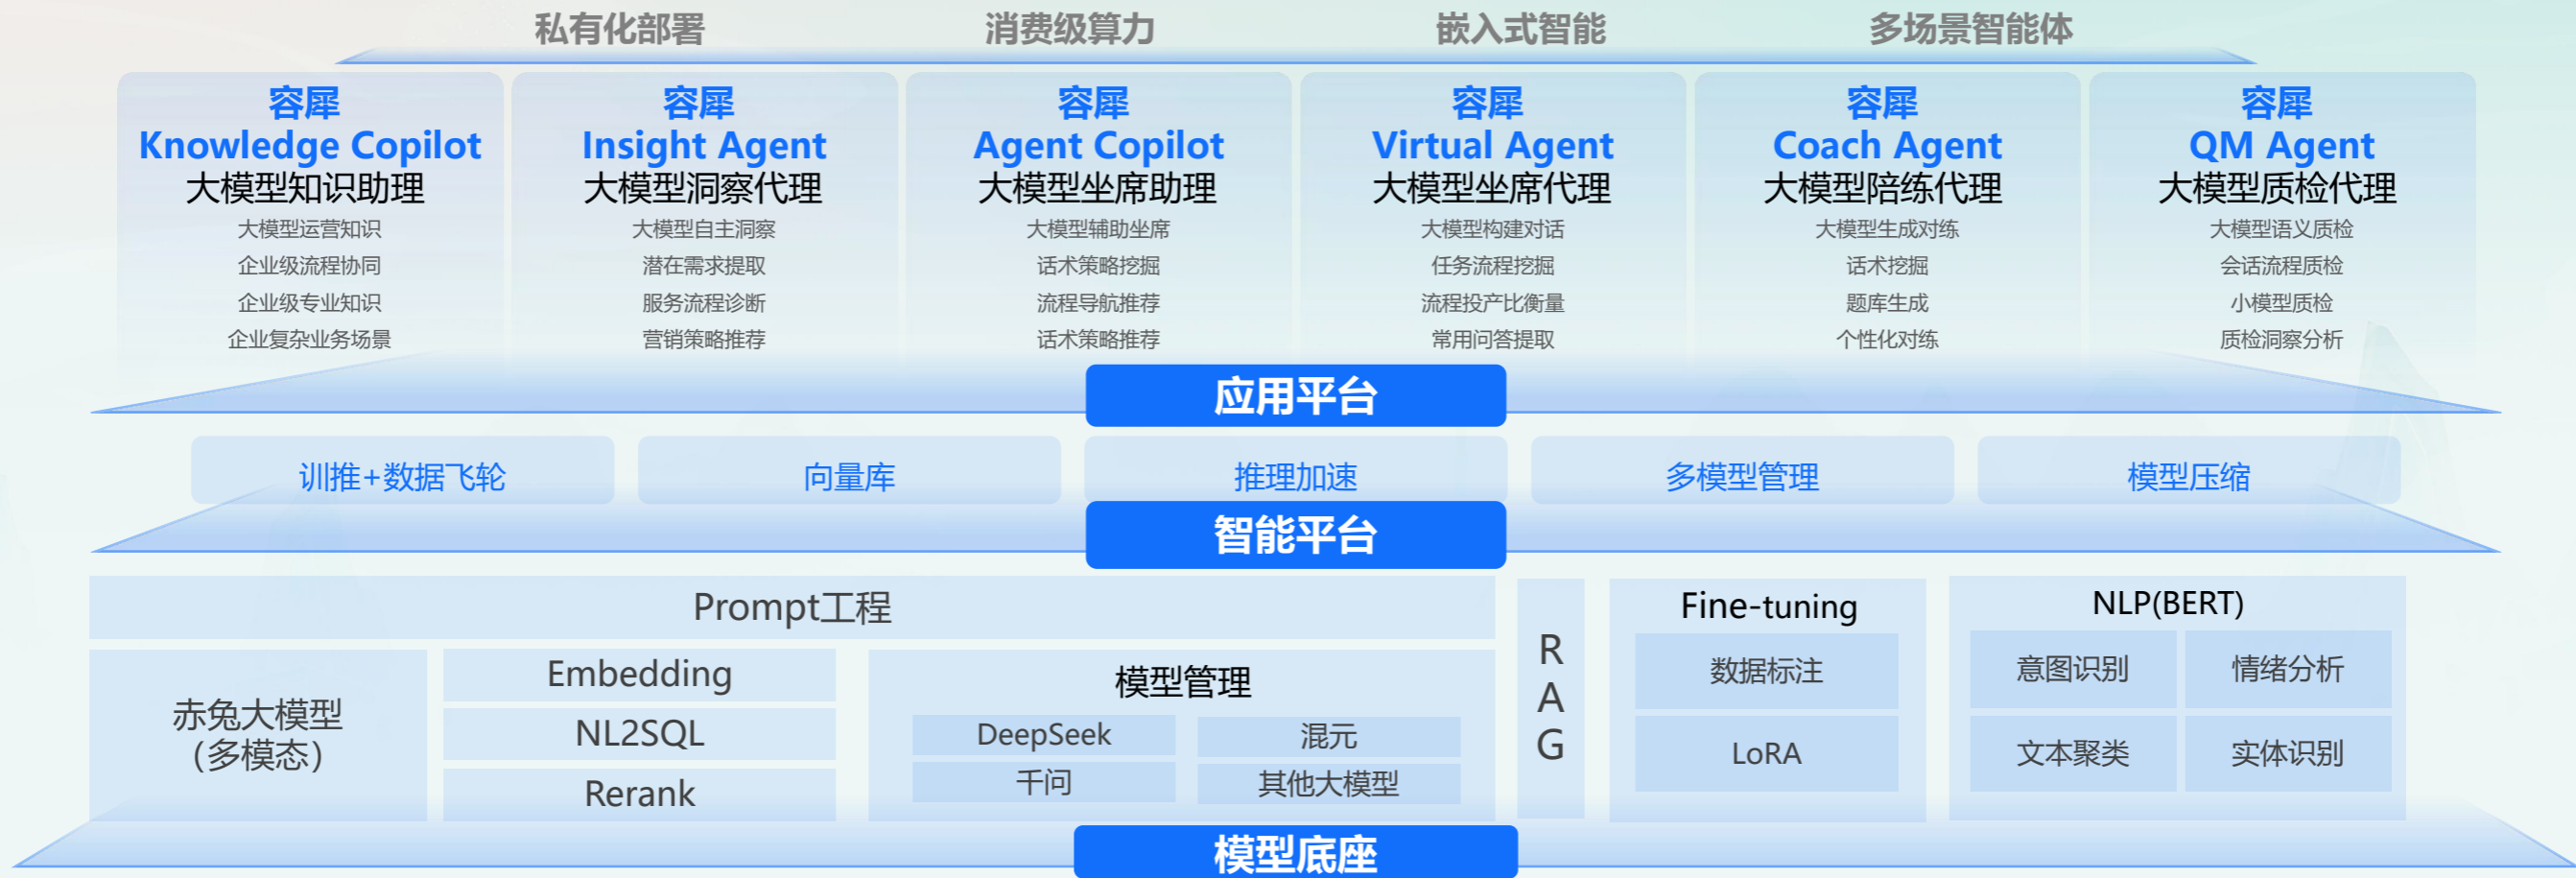 私有化部署
消费级算力
嵌入式智能
多场景智能体
容犀
Knowledge Copilot
大模型知识助理
大模型运营知识
企业级流程协同
企业级专业知识
企业复杂业务场景
容犀
Insight Agent
大模型洞察代理
大模型自主洞察
潜在需求提取
服务流程诊断
营销策略推荐
容犀
Agent Copilot
大模型坐席助理
大模型辅助坐席
话术策略挖掘
流程导航推荐
话术策略推荐
容犀
Virtual Agent
大模型坐席代理
大模型构建对话
任务流程挖掘
流程投产比衡量
常用问答提取
容犀
Coach Agent
大模型陪练代理
大模型生成对练
话术挖掘
题库生成
个性化对练
容犀
QM Agent
大模型质检代理
大模型语义质检
会话流程质检
小模型质检
质检洞察分析
应用平台
训推+数据飞轮
向量库
推理加速
多模型管理
模型压缩
智能平台
Prompt工程
赤兔大模型
（多模态）
Embedding
NL2SQL
Rerank
模型管理
DeepSeek
混元
千问
其他大模型
R
A
G
Fine-tuning
数据标注
LoRA
NLP(BERT)
意图识别
情绪分析
文本聚类
实体识别
模型底座